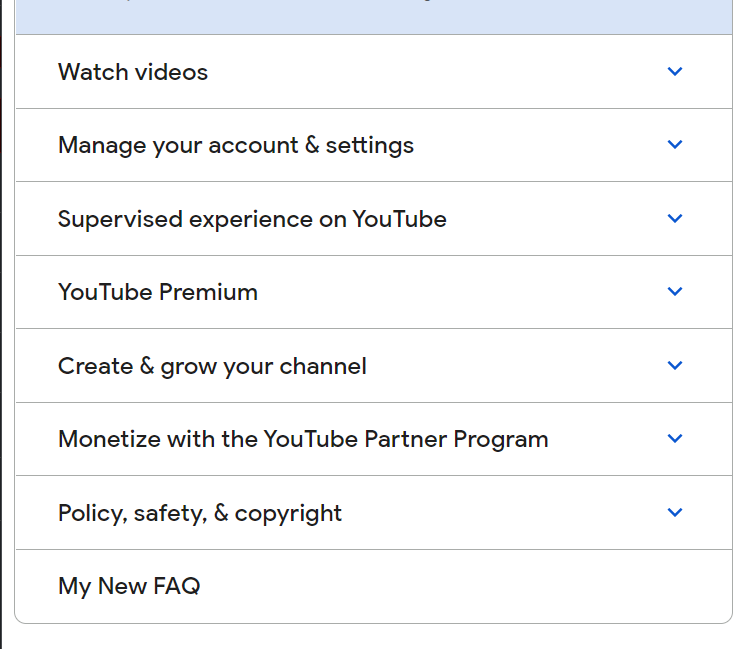 Watch videos
Manage your account & settings
Supervised experience on YouTube
YouTube Premium
Create & grow your channel
Monetize with the YouTube Partner Program
Policy, safety, & copyright
My New FAQ